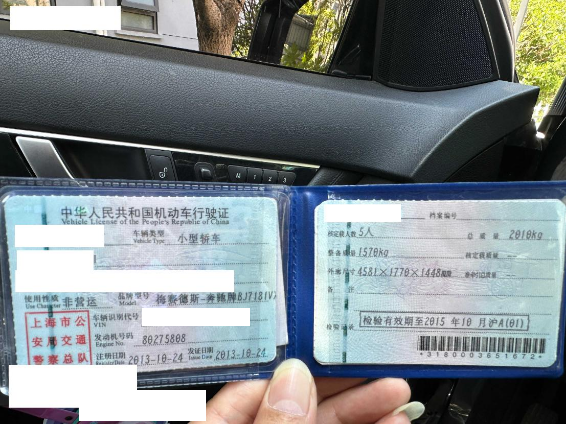 中华人民共和国机动车行驶证
Vehicle License of the People's Republic of China
车辆类型 小型轿车
Vehicle Type
使用性质 非营运 品牌型号 梅赛德斯-奔驰牌BJ7181V
Use Character
上海市公
安局交通
警察总队
车辆识别代号
VIN
发动机号码 80275808
Engine No.
注册日期 2013-10-24 发证日期 2013-10-24
Register Date Issue Date
档案编号
核定载人数 5人 总质量 2010kg
整备质量 1570kg 核定载质量 --
外廓尺寸 4581×1770×1448mm 准牵引总质量 --
备注
检验记录 检验有效期至2015年10月沪A(01)
*3180003651672*
N 1 2 3